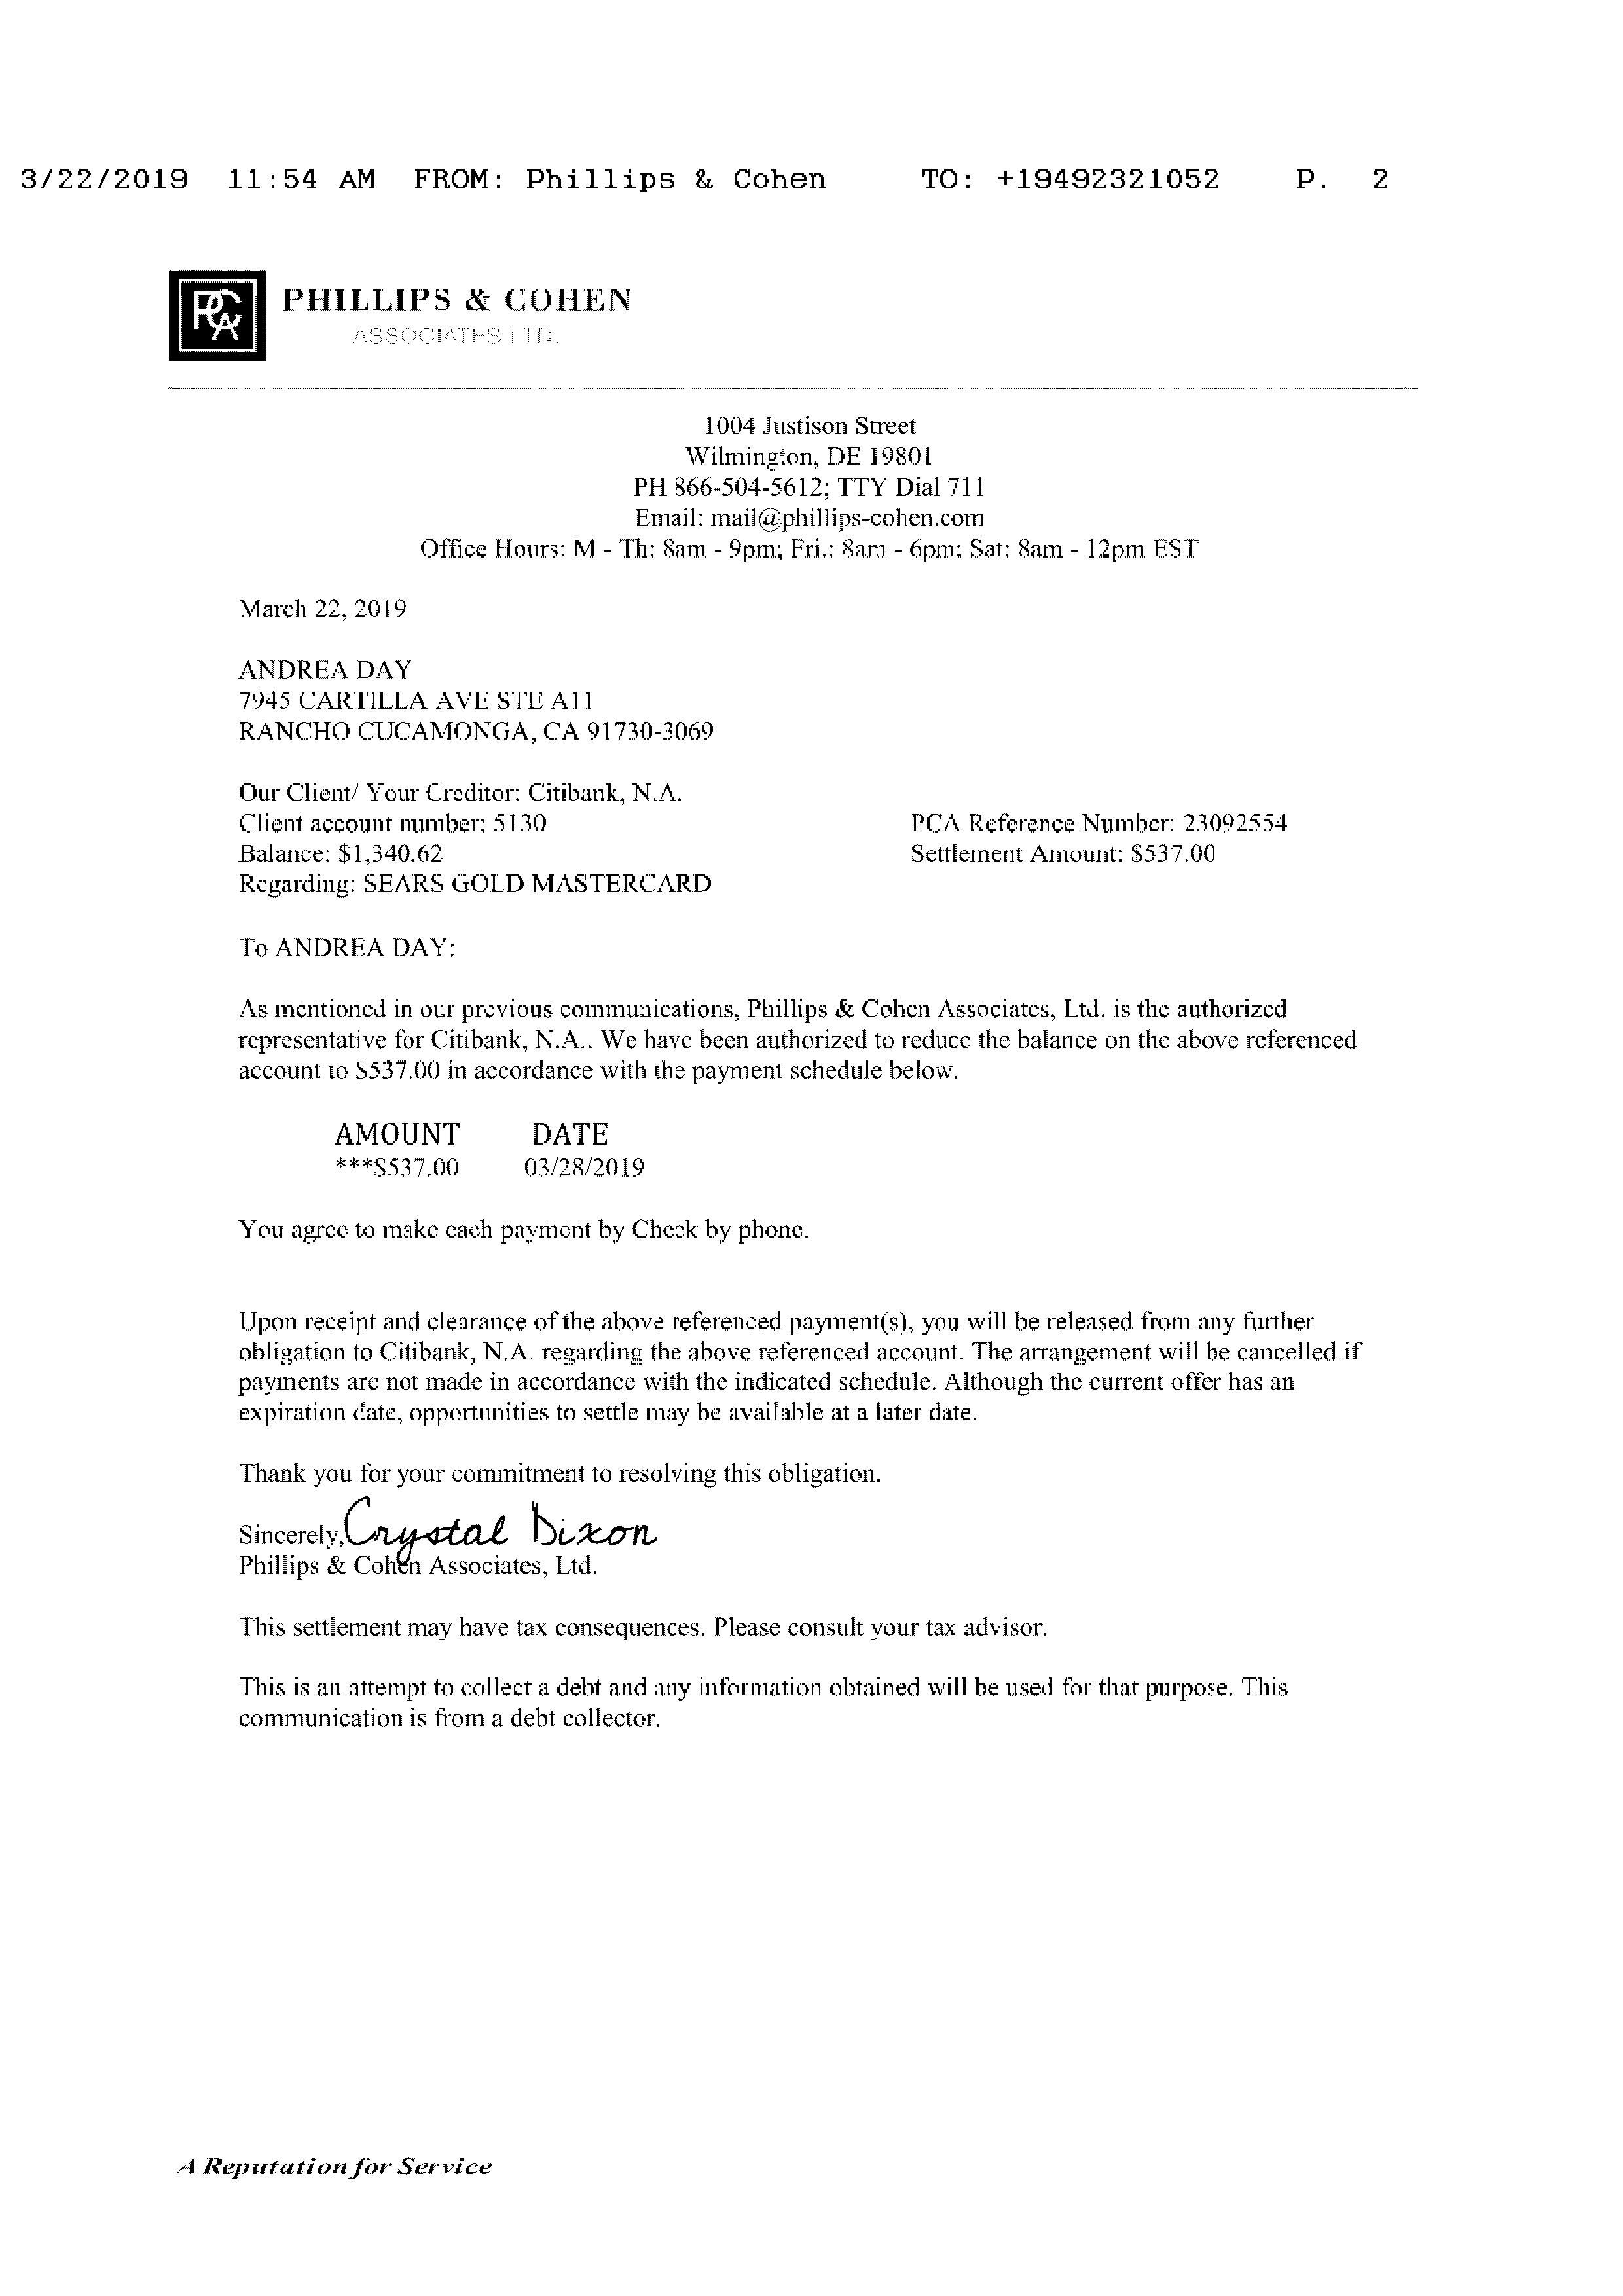 3/22/2019 11:54 AM FROM: Phillips & Cohen TO: +19492321052 P. 2
PCA
PHILLIPS & COHEN
ASSOCIATES LTD.
1004 Justison Street
Wilmington, DE 19801
PH 866-504-5612; TTY Dial 711
Email: mail@phillips-cohen.com
Office Hours: M - Th: 8am - 9pm; Fri.: 8am - 6pm; Sat: 8am - 12pm EST
March 22, 2019
ANDREA DAY
7945 CARTILLA AVE STE A11
RANCHO CUCAMONGA, CA 91730-3069
Our Client/ Your Creditor: Citibank, N.A.
Client account number: 5130 PCA Reference Number: 23092554
Balance: $1,340.62 Settlement Amount: $537.00
Regarding: SEARS GOLD MASTERCARD
To ANDREA DAY:
As mentioned in our previous communications, Phillips & Cohen Associates, Ltd. is the authorized
representative for Citibank, N.A.. We have been authorized to reduce the balance on the above referenced
account to $537.00 in accordance with the payment schedule below.
AMOUNT DATE
***$537.00 03/28/2019
You agree to make each payment by Check by phone.
Upon receipt and clearance of the above referenced payment(s), you will be released from any further
obligation to Citibank, N.A. regarding the above referenced account. The arrangement will be cancelled if
payments are not made in accordance with the indicated schedule. Although the current offer has an
expiration date, opportunities to settle may be available at a later date.
Thank you for your commitment to resolving this obligation.
Sincerely, Crystal Dixon
Phillips & Cohen Associates, Ltd.
This settlement may have tax consequences. Please consult your tax advisor.
This is an attempt to collect a debt and any information obtained will be used for that purpose. This
communication is from a debt collector.
A Reputation for Service